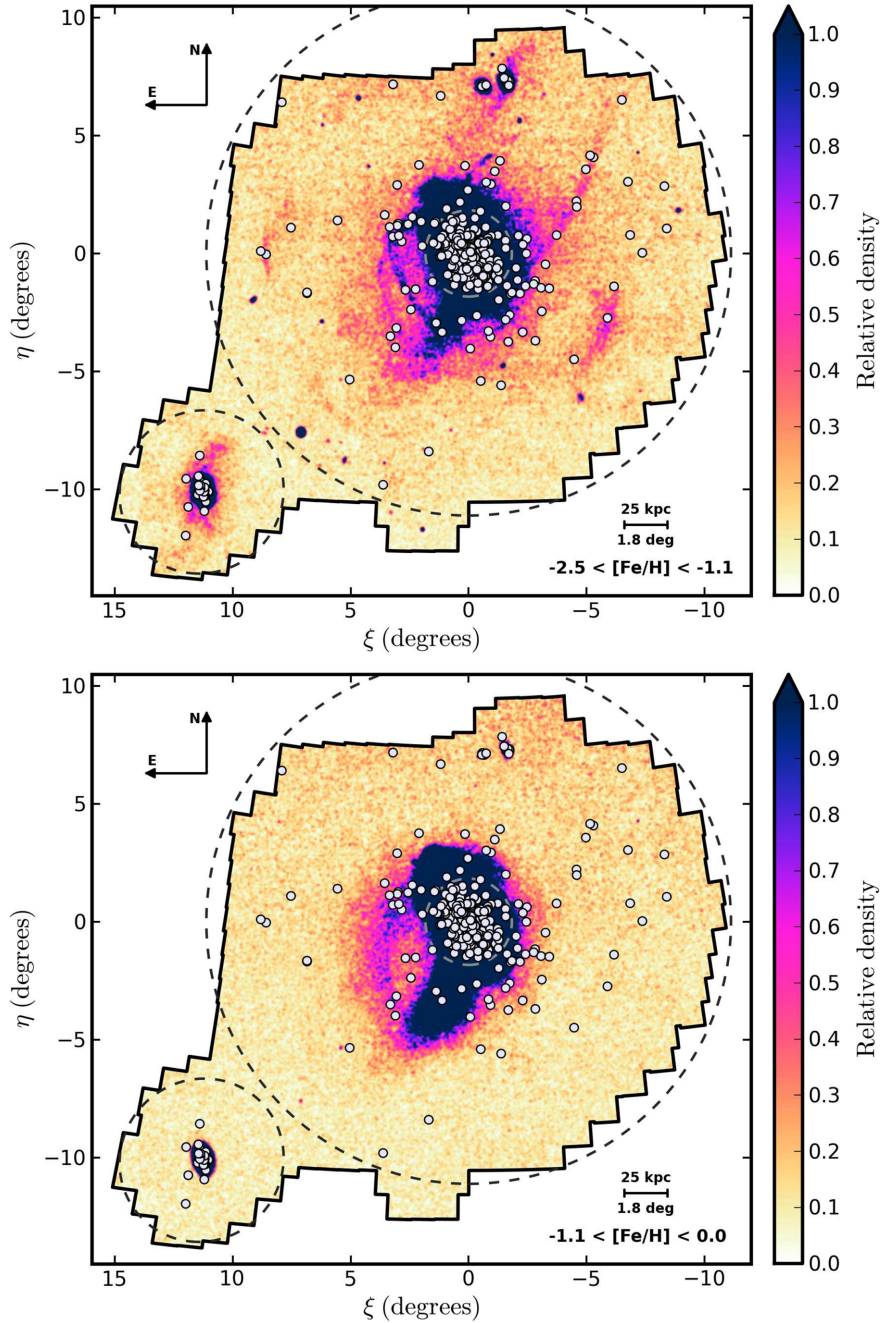 10
5
0
−5
−10
η (degrees)
N
E
25 kpc
1.8 deg
-2.5 < [Fe/H] < -1.1
15
10
5
0
−5
−10
ξ (degrees)
1.0
0.9
0.8
0.7
0.6
0.5
0.4
0.3
0.2
0.1
0.0
Relative density
10
5
0
−5
−10
η (degrees)
N
E
25 kpc
1.8 deg
-1.1 < [Fe/H] < 0.0
15
10
5
0
−5
−10
ξ (degrees)
1.0
0.9
0.8
0.7
0.6
0.5
0.4
0.3
0.2
0.1
0.0
Relative density